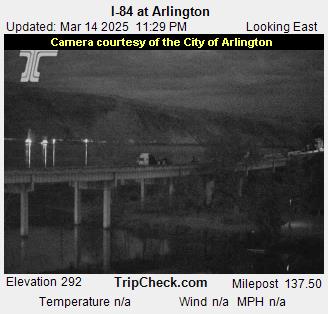 I-84 at Arlington
Updated: Mar 14 2025 11:29 PM Looking East
Camera courtesy of the City of Arlington
Elevation 292 TripCheck.com Milepost 137.50
Temperature n/a Wind n/a MPH n/a